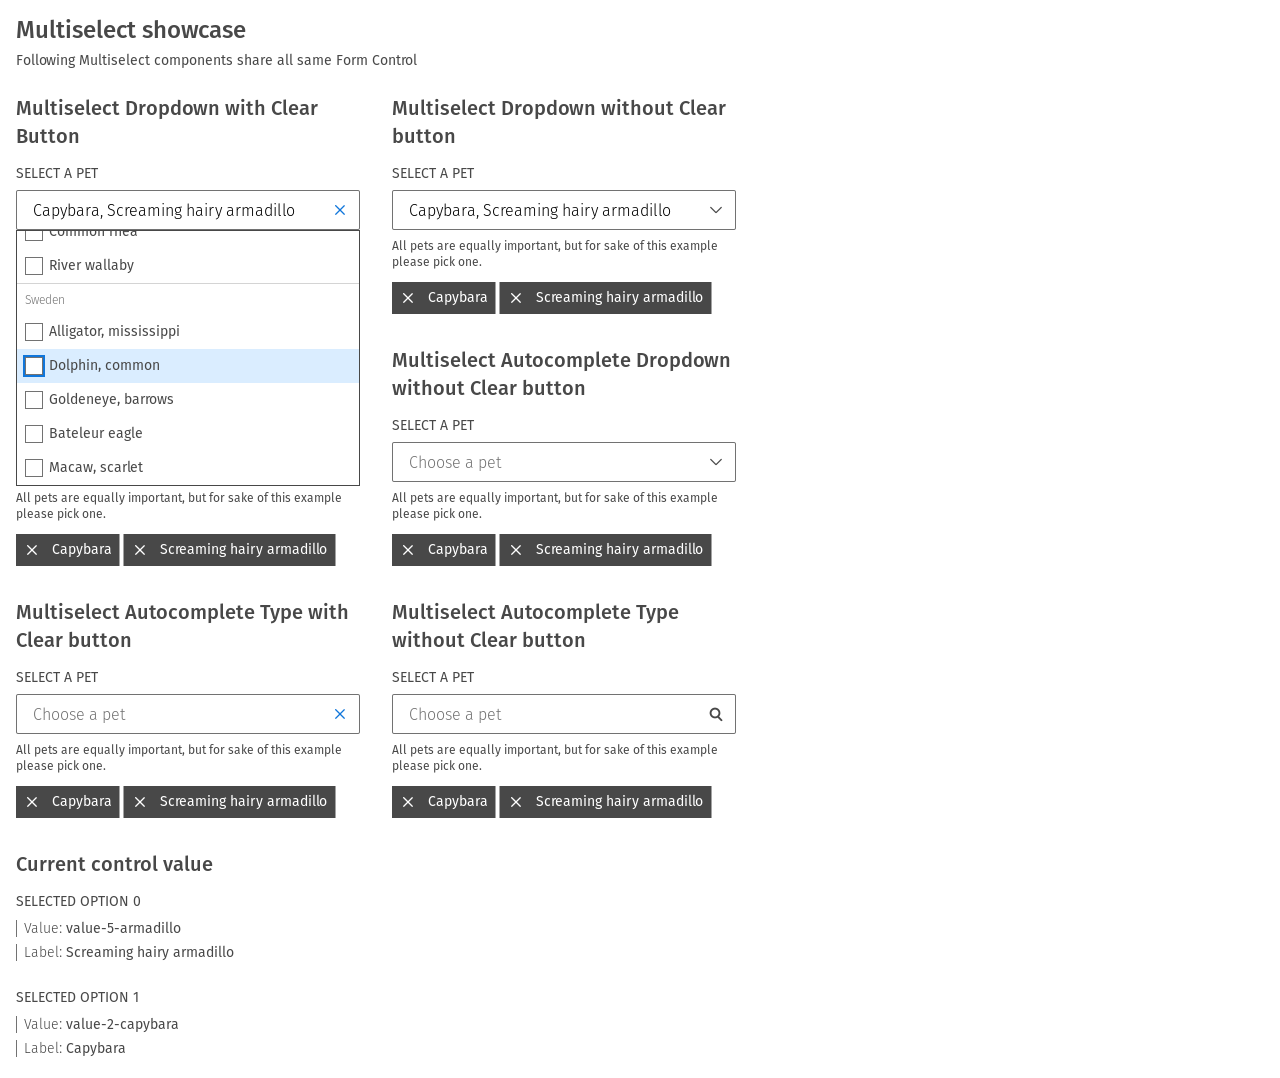 Multiselect showcase
Following Multiselect components share all same Form Control
Multiselect Dropdown with Clear
Button
SELECT A PET
Capybara, Screaming hairy armadillo
Common rhea
River wallaby
Sweden
Alligator, mississippi
Dolphin, common
Goldeneye, barrows
Bateleur eagle
Macaw, scarlet
All pets are equally important, but for sake of this example
please pick one.
Capybara
Screaming hairy armadillo
Multiselect Dropdown without Clear
button
SELECT A PET
Capybara, Screaming hairy armadillo
All pets are equally important, but for sake of this example
please pick one.
Capybara
Screaming hairy armadillo
Multiselect Autocomplete Dropdown
without Clear button
SELECT A PET
Choose a pet
All pets are equally important, but for sake of this example
please pick one.
Capybara
Screaming hairy armadillo
Multiselect Autocomplete Type with
Clear button
SELECT A PET
Choose a pet
All pets are equally important, but for sake of this example
please pick one.
Capybara
Screaming hairy armadillo
Multiselect Autocomplete Type
without Clear button
SELECT A PET
Choose a pet
All pets are equally important, but for sake of this example
please pick one.
Capybara
Screaming hairy armadillo
Current control value
SELECTED OPTION 0
Value: value-5-armadillo
Label: Screaming hairy armadillo
SELECTED OPTION 1
Value: value-2-capybara
Label: Capybara